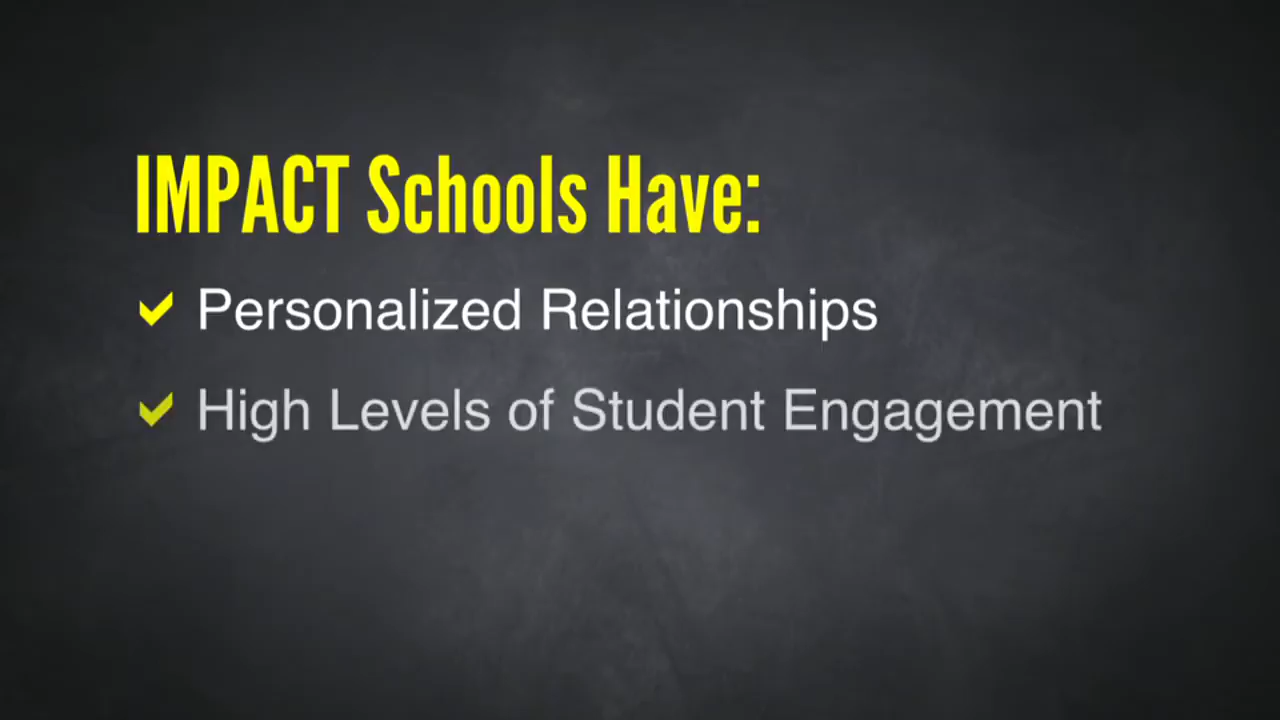 IMPACT Schools Have:
Personalized Relationships
High Levels of Student Engagement